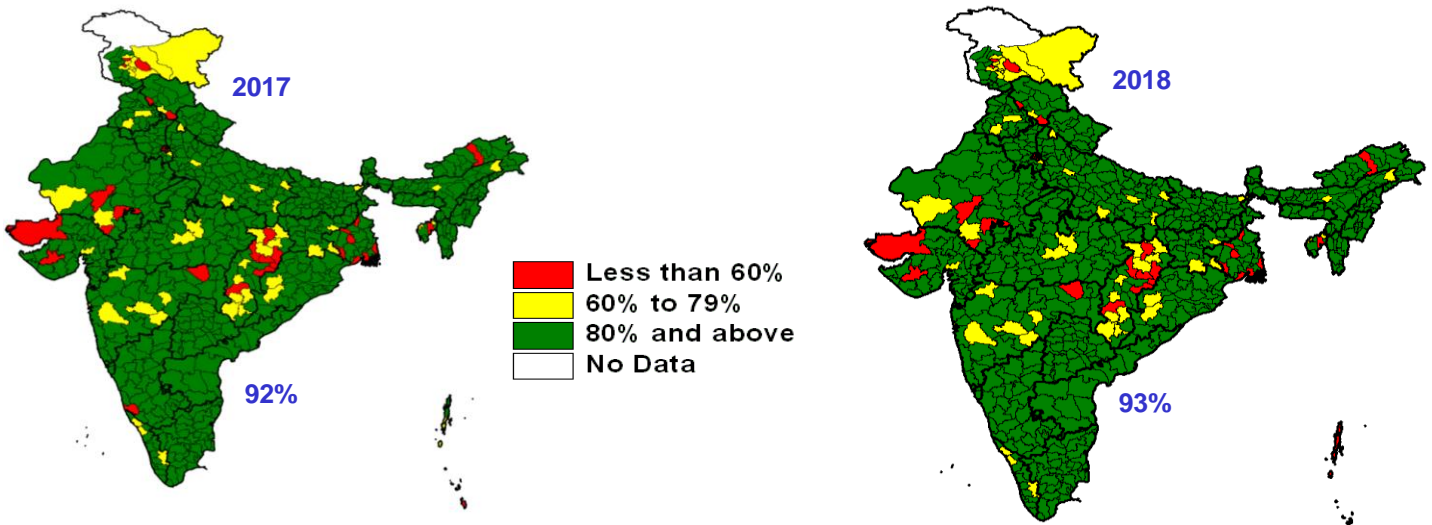 2017
2018
Less than 60%
60% to 79%
80% and above
No Data
92%
93%